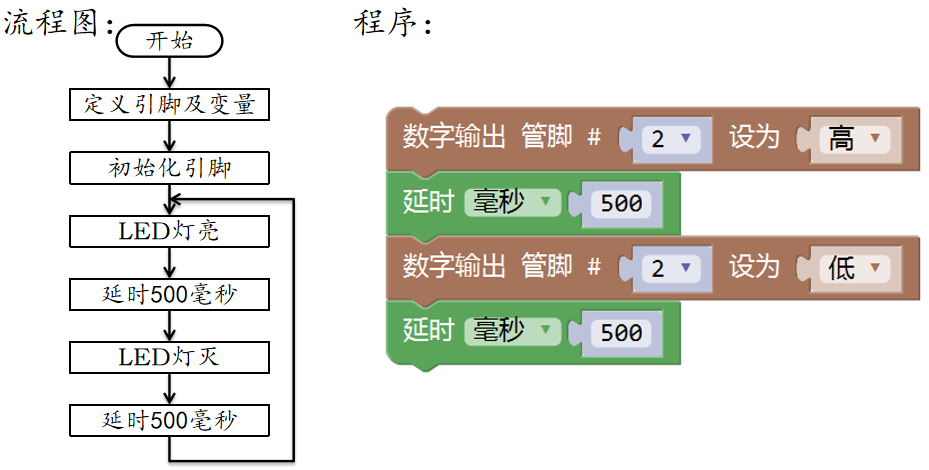 流程图：
开始
定义引脚及变量
初始化引脚
LED灯亮
延时500毫秒
LED灯灭
延时500毫秒
程序：
数字输出 管脚 # 2 设为 高
延时 毫秒 500
数字输出 管脚 # 2 设为 低
延时 毫秒 500